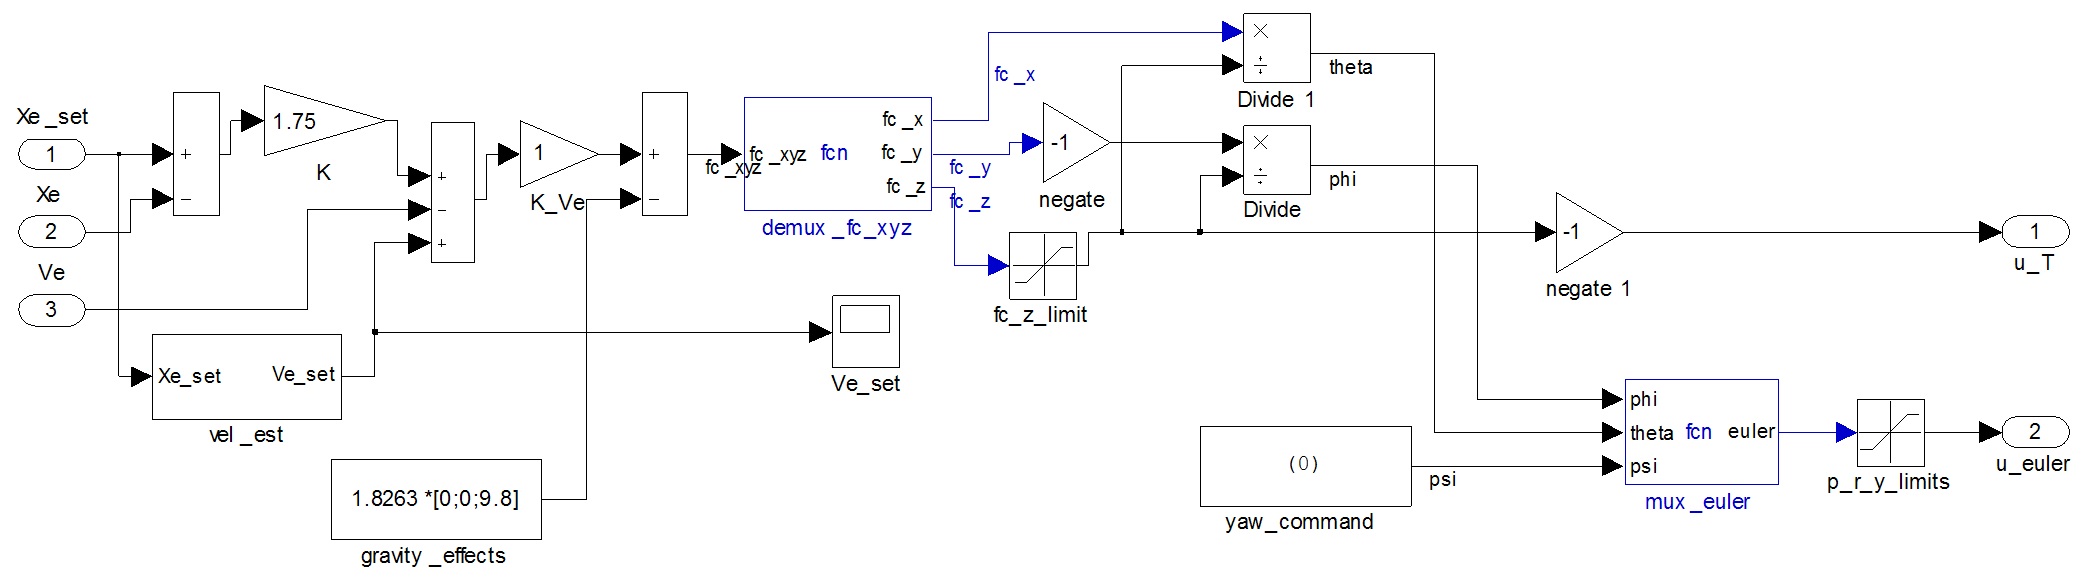 Xe _set
1
Xe
2
Ve
3
+
−
1.75
K
+
−
+
1
K_Ve
+
−
Xe_set
Ve_set
vel _est
1.8263 *[0;0;9.8]
gravity _effects
fc _xyz
fc _xyz
fcn
fc _x
fc _y
fc _z
demux _fc_xyz
fc _x
fc _y
fc _z
-1
negate
fc_z_limit
Ve_set
×
÷
Divide 1
theta
×
÷
Divide
phi
-1
negate 1
1
u_T
(0)
yaw_command
psi
phi
theta
psi
fcn
euler
mux _euler
p_r_y_limits
2
u_euler